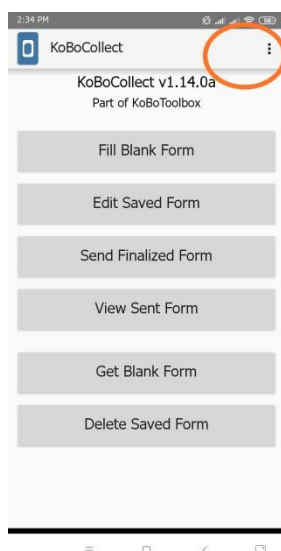 2:34 PM
58
KoBoCollect
KoBoCollect v1.14.0a
Part of KoBoToolbox
Fill Blank Form
Edit Saved Form
Send Finalized Form
View Sent Form
Get Blank Form
Delete Saved Form